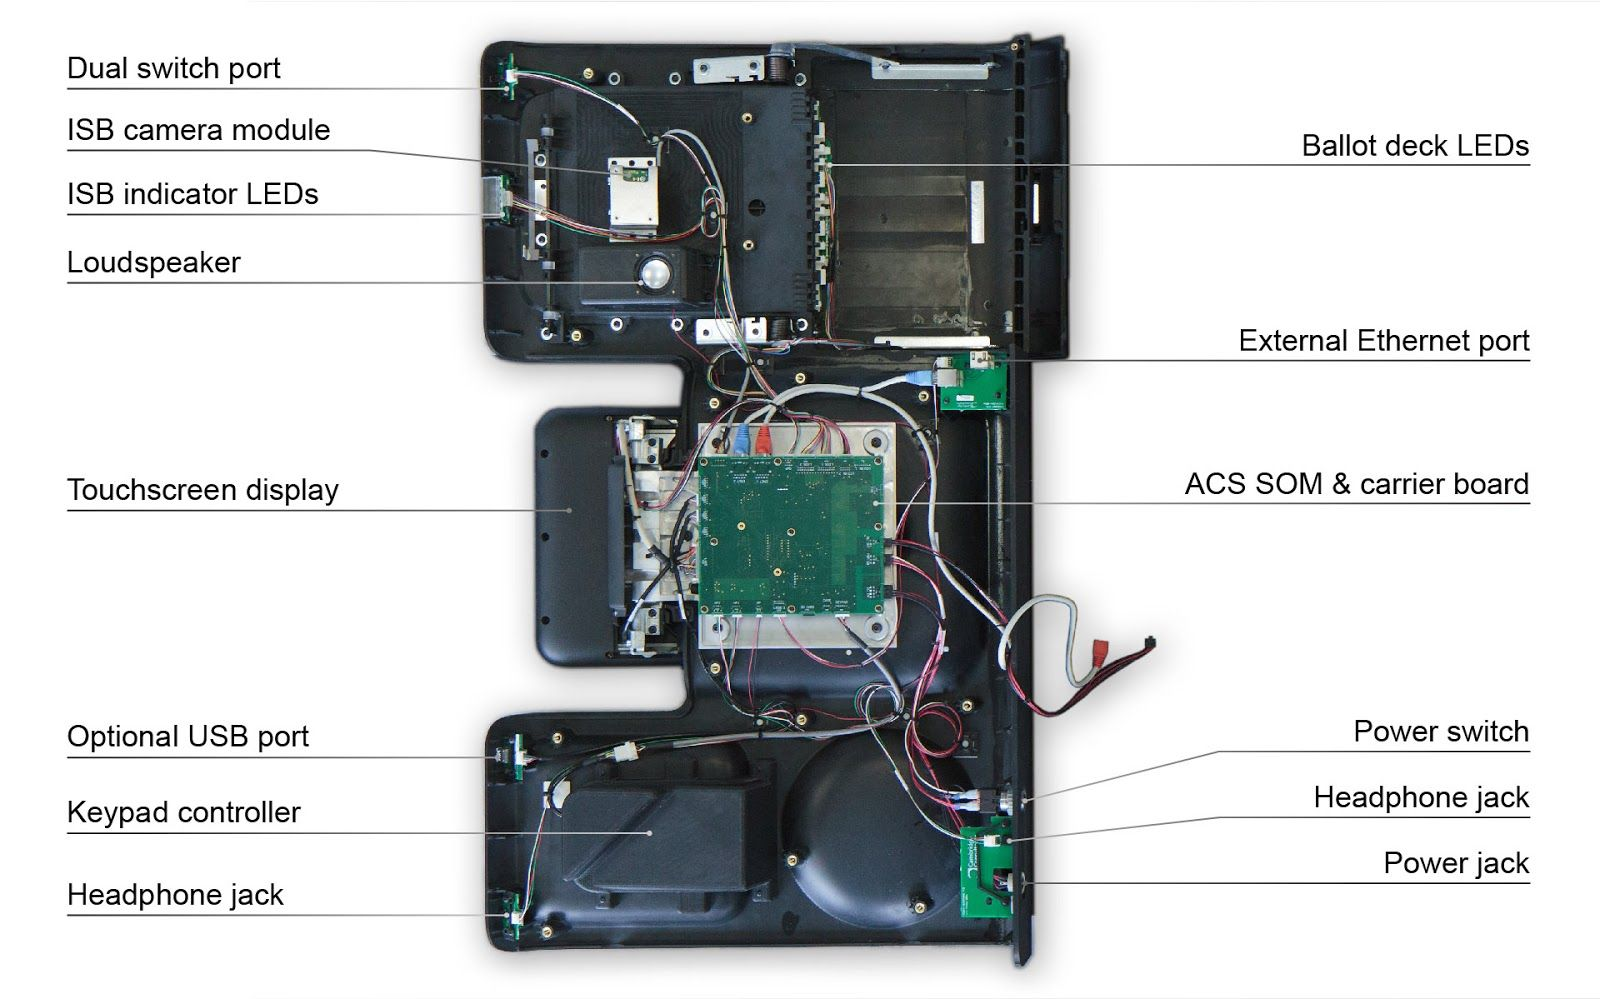 Dual switch port
ISB camera module
ISB indicator LEDs
Loudspeaker
Touchscreen display
Optional USB port
Keypad controller
Headphone jack
Ballot deck LEDs
External Ethernet port
ACS SOM & carrier board
Power switch
Headphone jack
Power jack
Cambridge